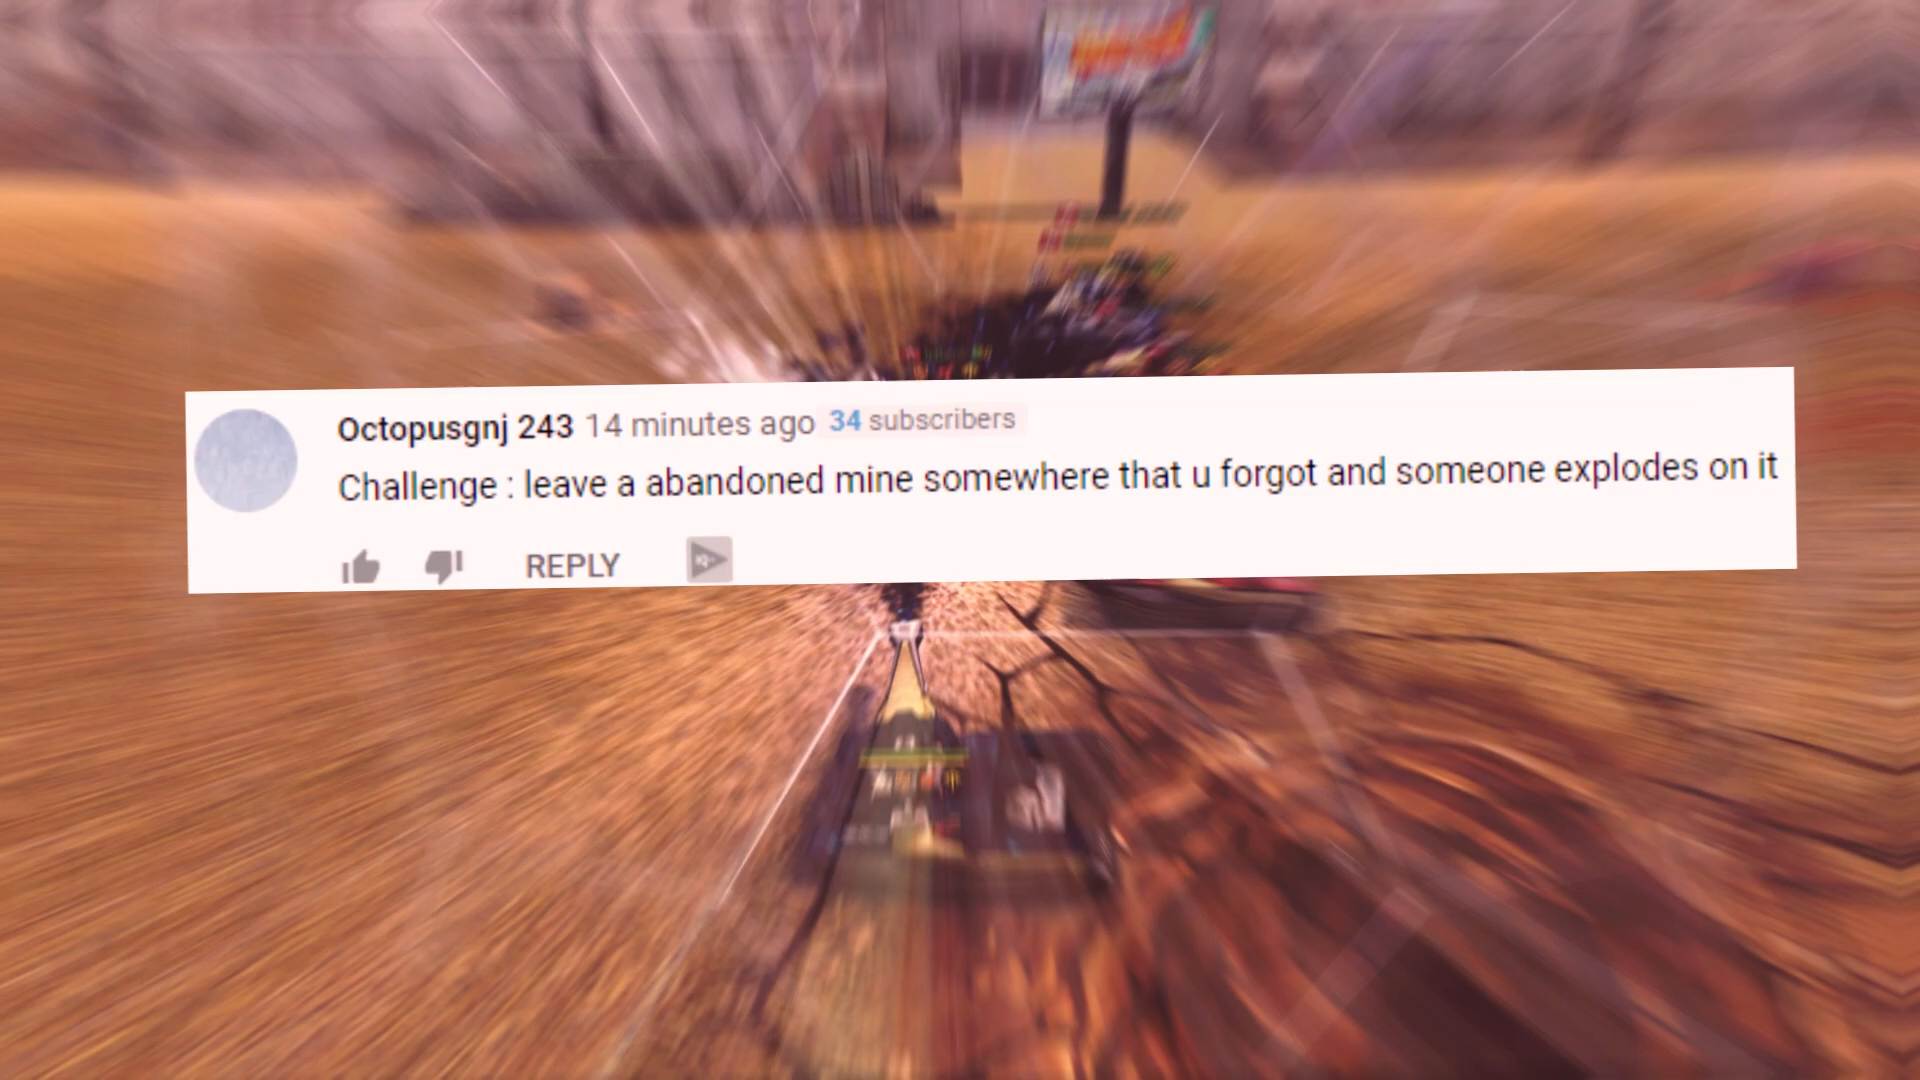 Octopusgnj 243 14 minutes ago 34 subscribers
Challenge : leave a abandoned mine somewhere that u forgot and someone explodes on it
REPLY